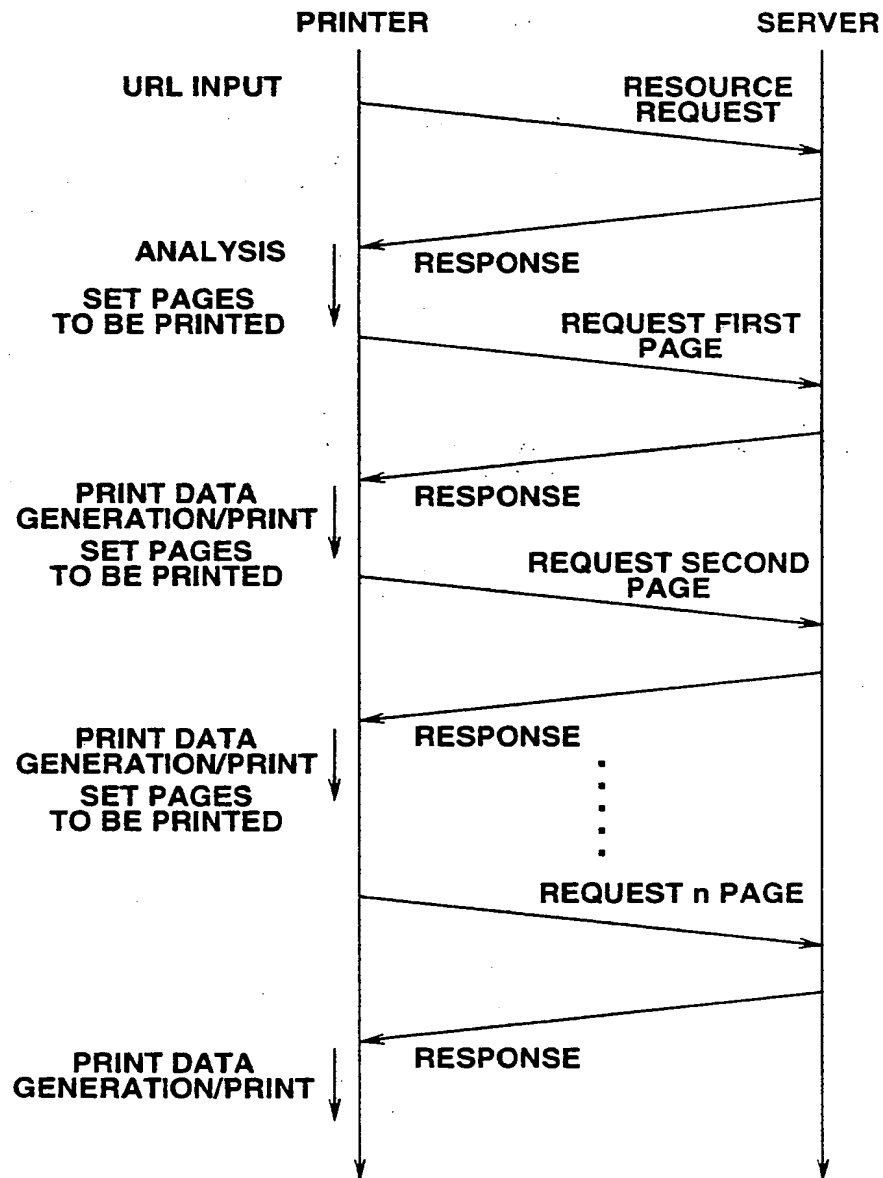 PRINTER
SERVER
URL INPUT
RESOURCE
REQUEST
ANALYSIS
RESPONSE
SET PAGES
TO BE PRINTED
REQUEST FIRST
PAGE
PRINT DATA
GENERATION/PRINT
RESPONSE
SET PAGES
TO BE PRINTED
REQUEST SECOND
PAGE
PRINT DATA
GENERATION/PRINT
RESPONSE
SET PAGES
TO BE PRINTED
REQUEST n PAGE
PRINT DATA
GENERATION/PRINT
RESPONSE